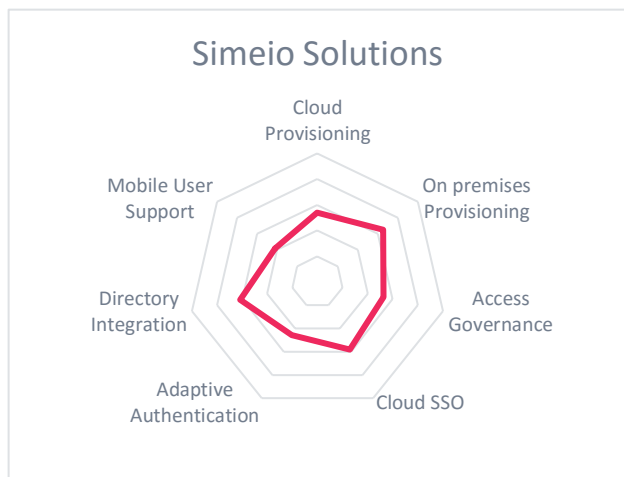 Simeio Solutions
Cloud
Provisioning
On premises
Provisioning
Access
Governance
Cloud SSO
Adaptive
Authentication
Directory
Integration
Mobile User
Support